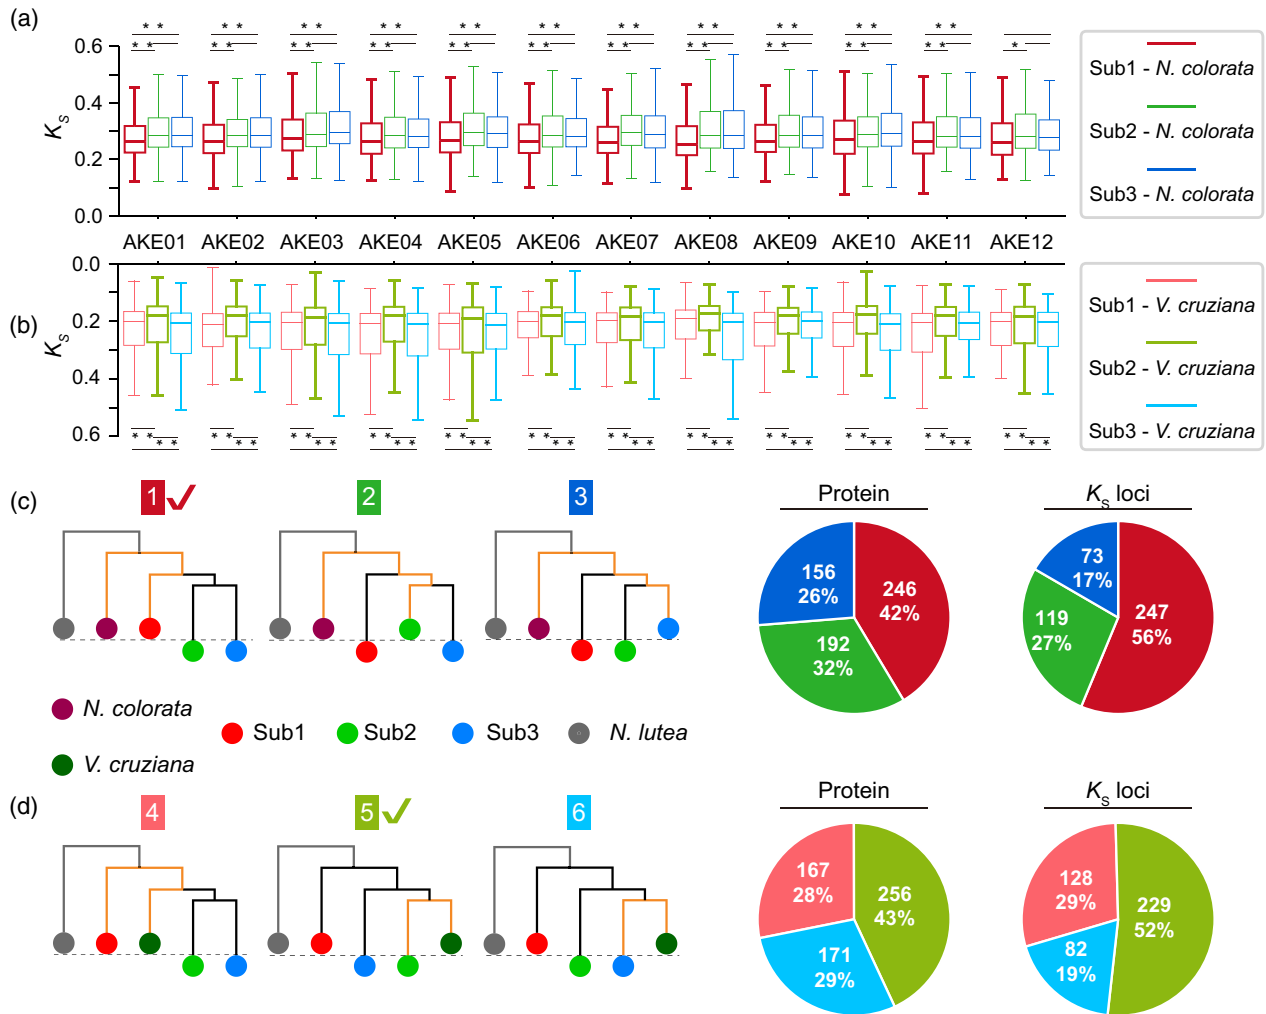 (a)
* * * * * * * * * * * * * * * * * * * * * * * *
* * * * * * * * * * * * * * * * * * * * * * *
0.6
0.4
0.2
0.0
Ks
Sub1 - N. colorata
Sub2 - N. colorata
Sub3 - N. colorata
AKE01 AKE02 AKE03 AKE04 AKE05 AKE06 AKE07 AKE08 AKE09 AKE10 AKE11 AKE12
(b)
0.0
0.2
0.4
0.6
Ks
Sub1 - V. cruziana
Sub2 - V. cruziana
Sub3 - V. cruziana
* * * * * * * * * * * * * * * * * * * * * * * *
* * * * * * * * * * * * * * * * * * * * * * * *
(c)
1 2 3
Protein
Ks loci
156
26%
246
42%
192
32%
73
17%
119
27%
247
56%
N. colorata
Sub1 Sub2 Sub3 N. lutea
V. cruziana
(d)
4 5 6
Protein
Ks loci
167
28%
256
43%
171
29%
128
29%
229
52%
82
19%